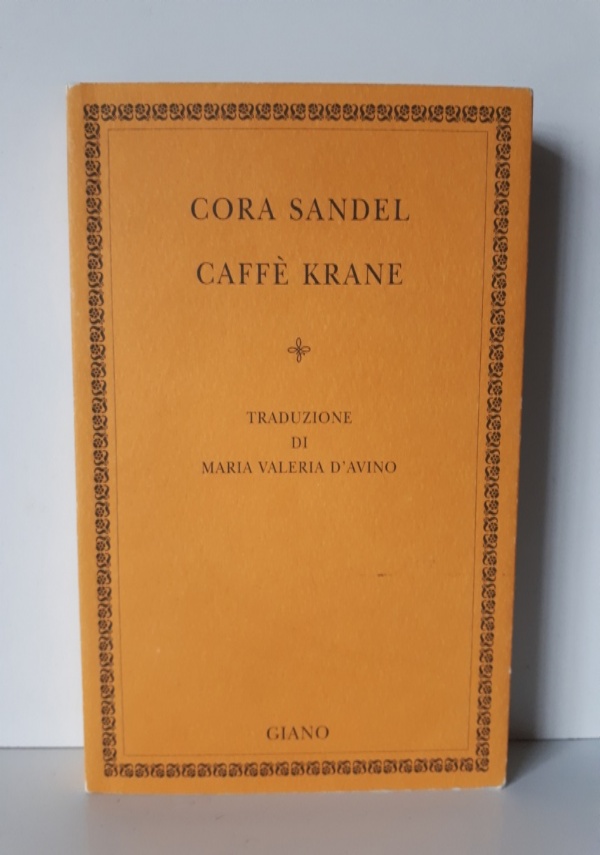 CORA SANDEL
CAFFÈ KRANE
TRADUZIONE
DI
MARIA VALERIA D'AVINO
GIANO